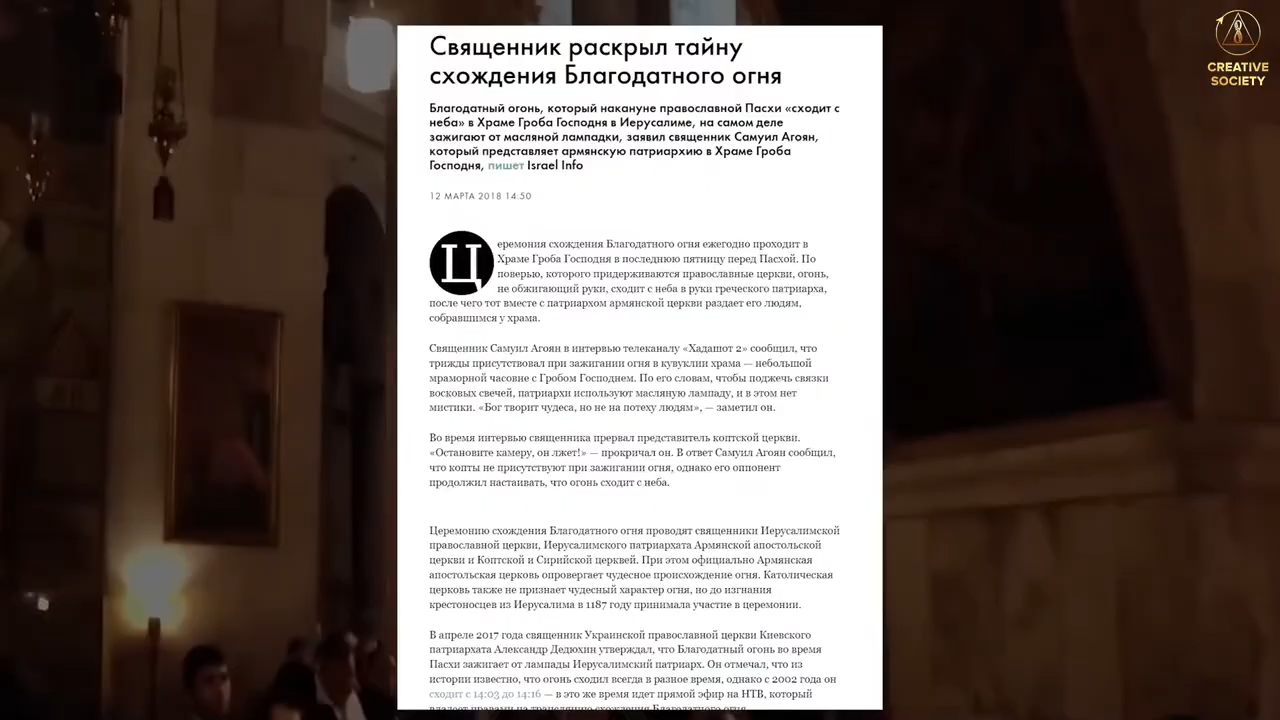 Священник раскрыл тайну
схождения Благодатного огня
Благодатный огонь, который накануне православной Пасхи «сходит с
неба» в Храме Гроба Господня в Иерусалиме, на самом деле
зажигают от масляной лампадки, заявил священник Самуил Агоян,
который представляет армянскую патриархию в Храме Гроба
Господня, пишет Israel Info
12 МАРТА 2018 14:50
Церемония схождения Благодатного огня ежегодно проходит в
Храме Гроба Господня в последнюю пятницу перед Пасхой. По
поверью, которого придерживаются православные церкви, огонь,
не обжигающий руки, сходит с неба в руки греческого патриарха,
после чего тот вместе с патриархом армянской церкви раздает его людям,
собравшимся у храма.
Священник Самуил Агоян в интервью телеканалу «Хадашот 2» сообщил, что
трижды присутствовал при зажигании огня в кувуклии храма — небольшой
мраморной часовне с Гробом Господнем. По его словам, чтобы поджечь связки
восковых свечей, патриархи используют масляную лампаду, и в этом нет
мистики. «Бог творит чудеса, но не на потеху людям», — заметил он.
Во время интервью священника прервал представитель коптской церкви.
«Остановите камеру, он лжет!» — прокричал он. В ответ Самуил Агоян сообщил,
что копты не присутствуют при зажигании огня, однако его оппонент
продолжил настаивать, что огонь сходит с неба.
Церемонию схождения Благодатного огня проводят священники Иерусалимской
православной церкви, Иерусалимского патриархата Армянской апостольской
церкви и Коптской и Сирийской церквей. При этом официально Армянская
апостольская церковь опровергает чудесное происхождение огня. Католическая
церковь также не признает чудесный характер огня, но до изгнания
крестоносцев из Иерусалима в 1187 году принимала участие в церемонии.
В апреле 2017 года священник Украинской православной церкви Киевского
патриархата Александр Дедюхин утверждал, что Благодатный огонь во время
Пасхи зажигает от лампады Иерусалимский патриарх. Он отмечал, что из
истории известно, что огонь сходил всегда в разное время, однако с 2002 года он
сходит с 14:03 до 14:16 — в это же время идет прямой эфир на НТВ, который
владеет правами на трансляцию схождения Благодатного огня.
CREATIVE
SOCIETY